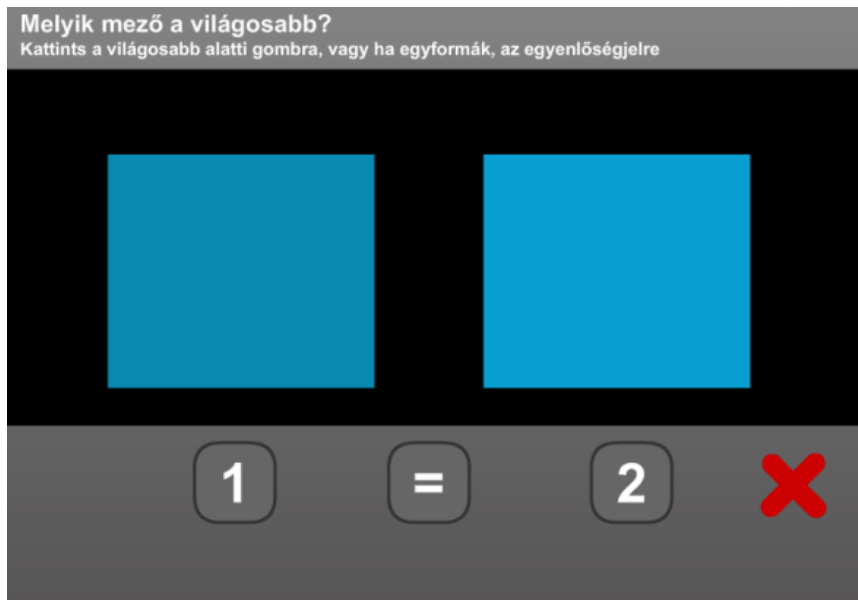 Melyik mező a világosabb?
Kattints a világosabb alatti gombra, vagy ha egyformák, az egyenlőségjelre
1 = 2